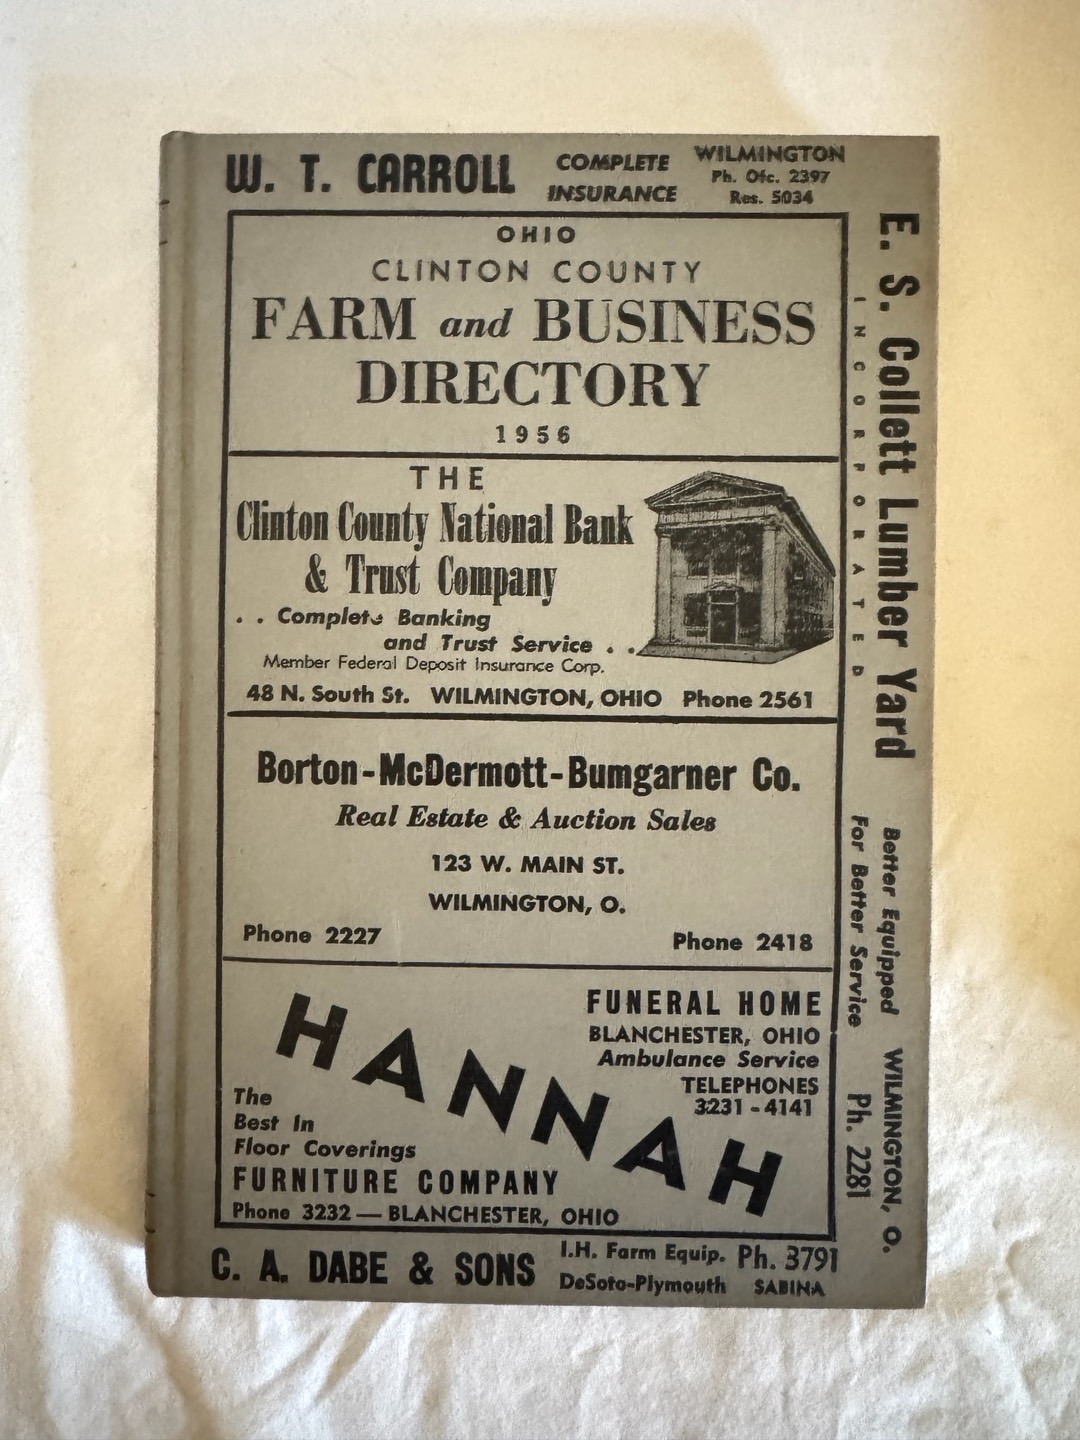 W. T. CARROLL
COMPLETE
INSURANCE
WILMINGTON
Ph. Ofc. 2397
Res. 5034
OHIO
CLINTON COUNTY
FARM and BUSINESS
DIRECTORY
1956
THE
Clinton County National Bank
& Trust Company
. . Complete Banking
and Trust Service . .
Member Federal Deposit Insurance Corp.
48 N. South St. WILMINGTON, OHIO Phone 2561
Borton-McDermott-Bumgarner Co.
Real Estate & Auction Sales
123 W. MAIN ST.
WILMINGTON, O.
Phone 2227 Phone 2418
HANNAH
FUNERAL HOME
BLANCHESTER, OHIO
Ambulance Service
TELEPHONES
3231 - 4141
The
Best In
Floor Coverings
FURNITURE COMPANY
Phone 3232 — BLANCHESTER, OHIO
C. A. DABE & SONS
I.H. Farm Equip. Ph. 3791
DeSoto-Plymouth SABINA
E. S. Collett Lumber Yard
INCORPORATED
Better Equipped
For Better Service
WILMINGTON, O.
Ph. 2281